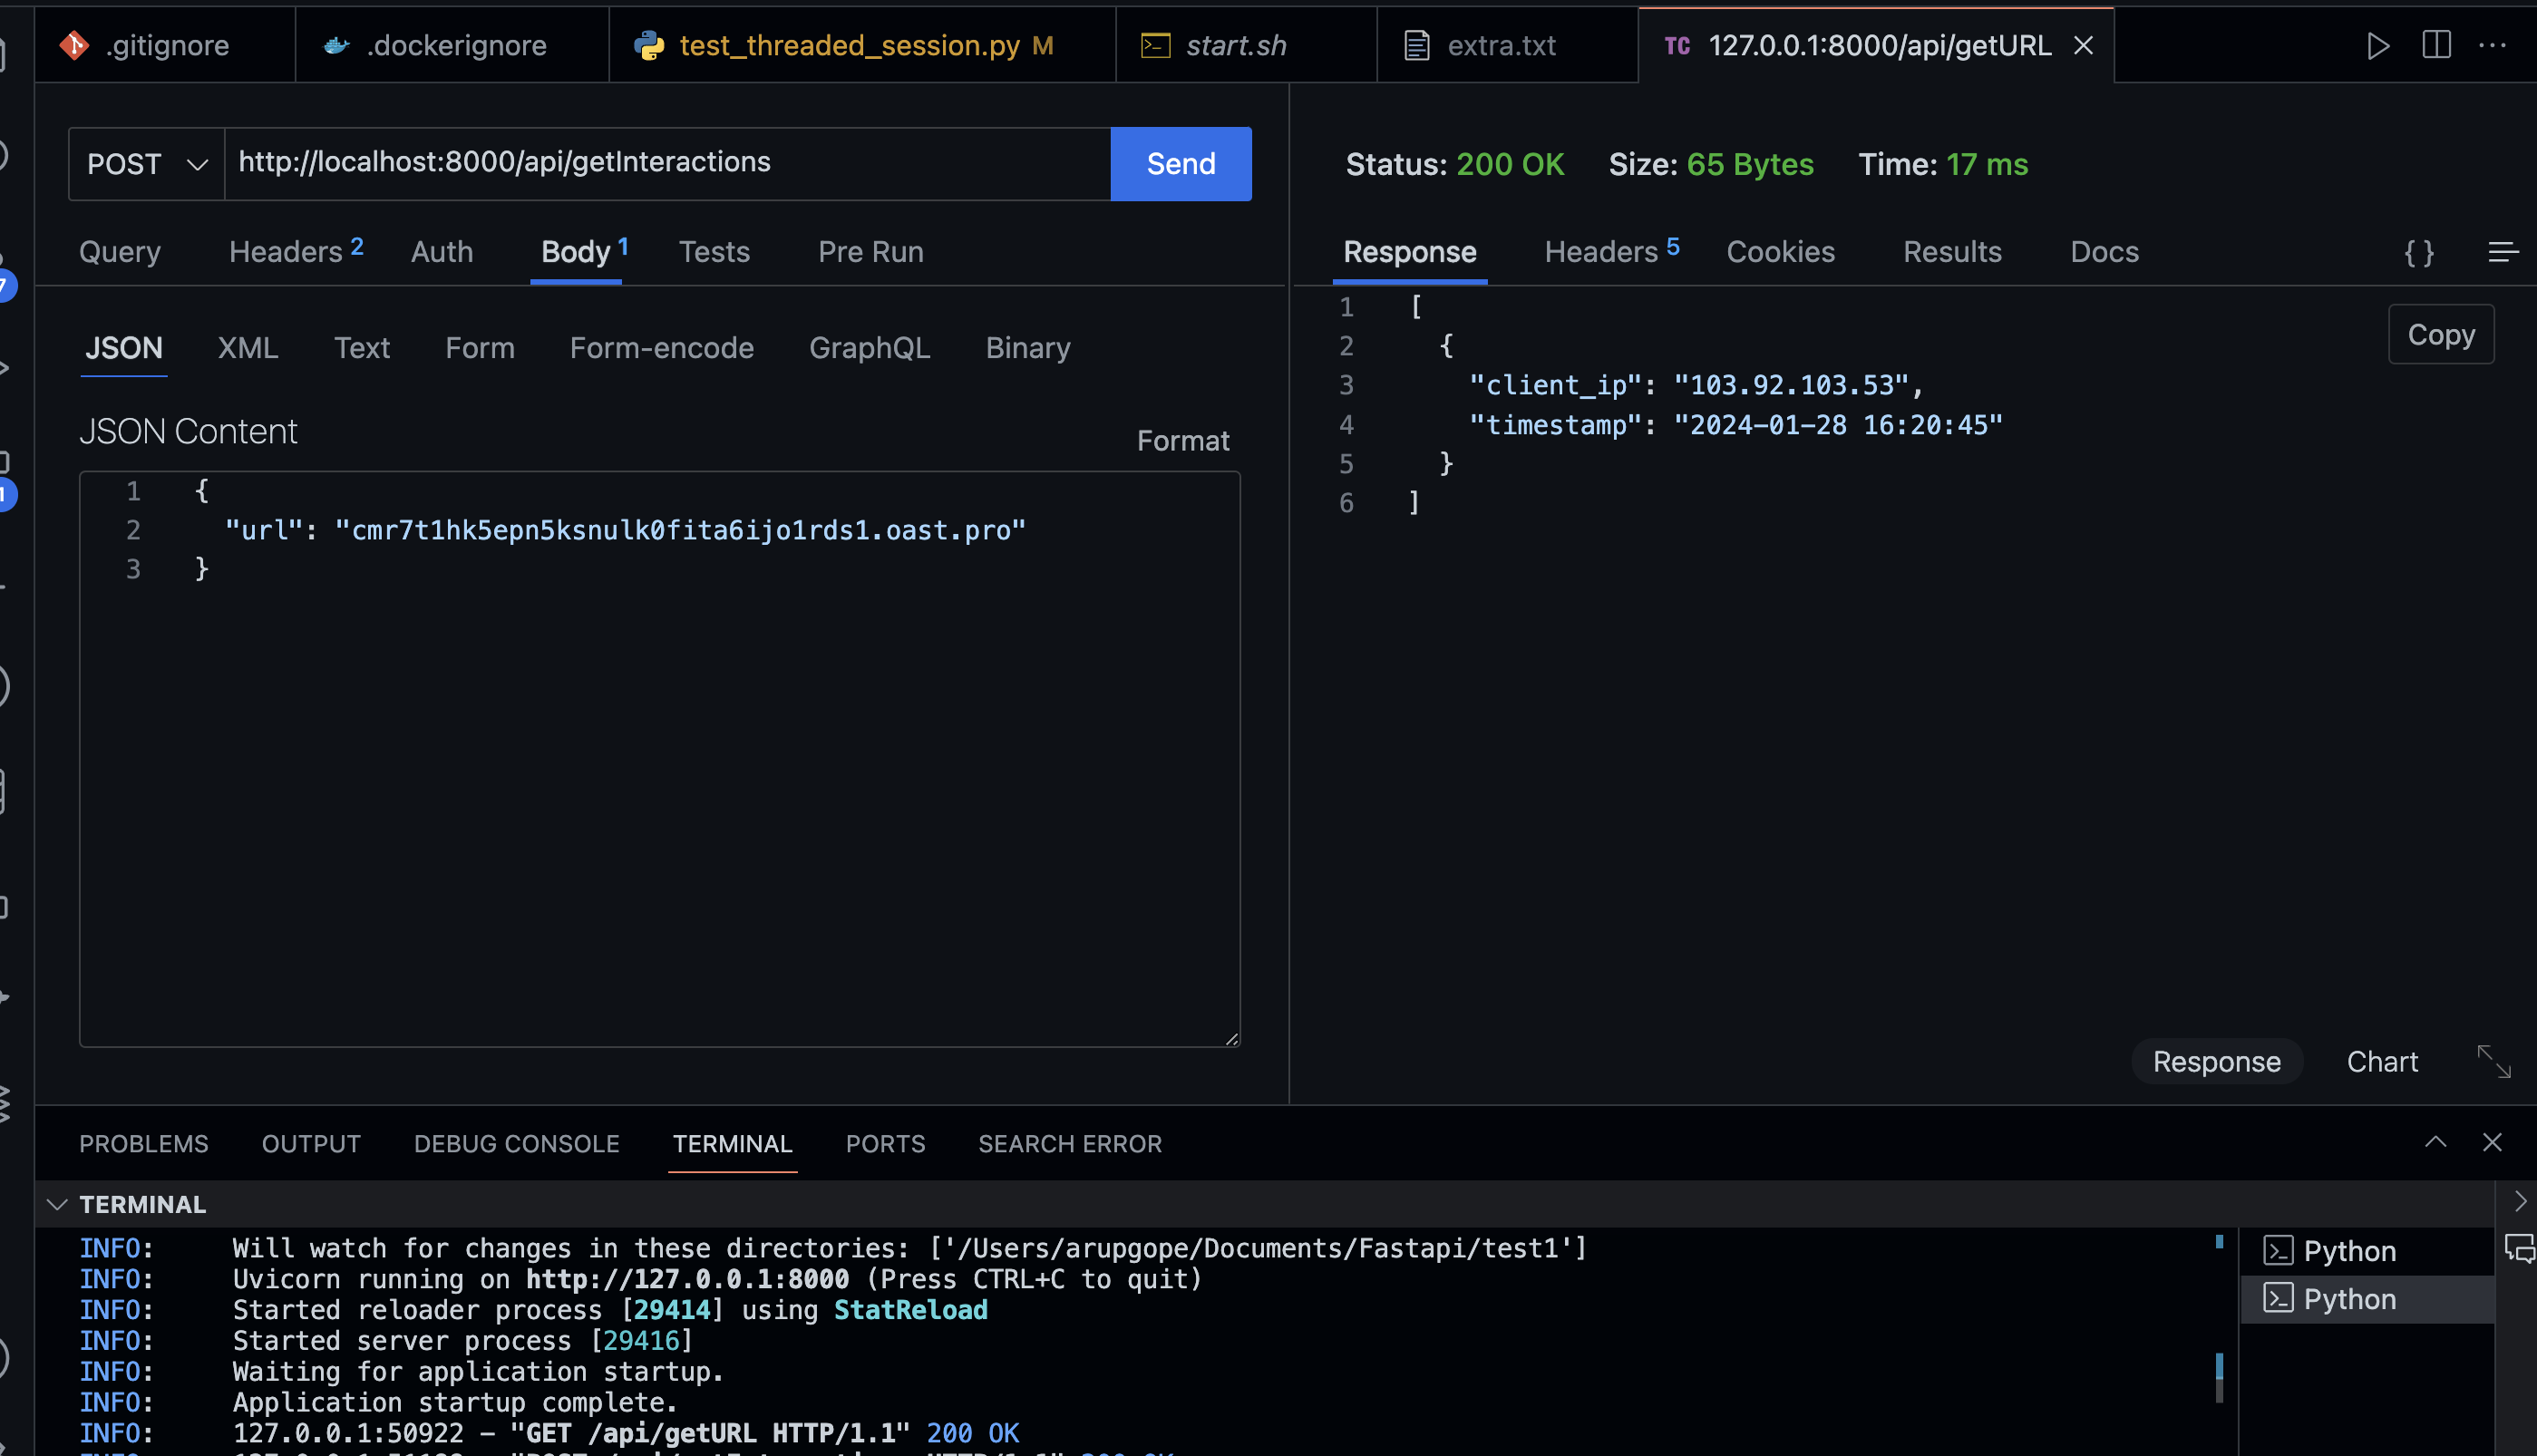 .gitignore
.dockerignore
test_threaded_session.py M
start.sh
extra.txt
TC 127.0.0.1:8000/api/getURL
POST http://localhost:8000/api/getInteractions Send
Query Headers 2 Auth Body 1 Tests Pre Run
JSON XML Text Form Form-encode GraphQL Binary
JSON Content
Format
1 {
2 "url": "cmr7t1hk5epn5ksnulk0fita6ijo1rds1.oast.pro"
3 }
Status: 200 OK Size: 65 Bytes Time: 17 ms
Response Headers 5 Cookies Results Docs {}
Copy
1 [
2 {
3 "client_ip": "103.92.103.53",
4 "timestamp": "2024-01-28 16:20:45"
5 }
6 ]
Response Chart
PROBLEMS OUTPUT DEBUG CONSOLE TERMINAL PORTS SEARCH ERROR
TERMINAL
INFO: Will watch for changes in these directories: ['/Users/arupgope/Documents/Fastapi/test1']
INFO: Uvicorn running on http://127.0.0.1:8000 (Press CTRL+C to quit)
INFO: Started reloader process [29414] using StatReload
INFO: Started server process [29416]
INFO: Waiting for application startup.
INFO: Application startup complete.
INFO: 127.0.0.1:50922 – "GET /api/getURL HTTP/1.1" 200 OK
Python
Python